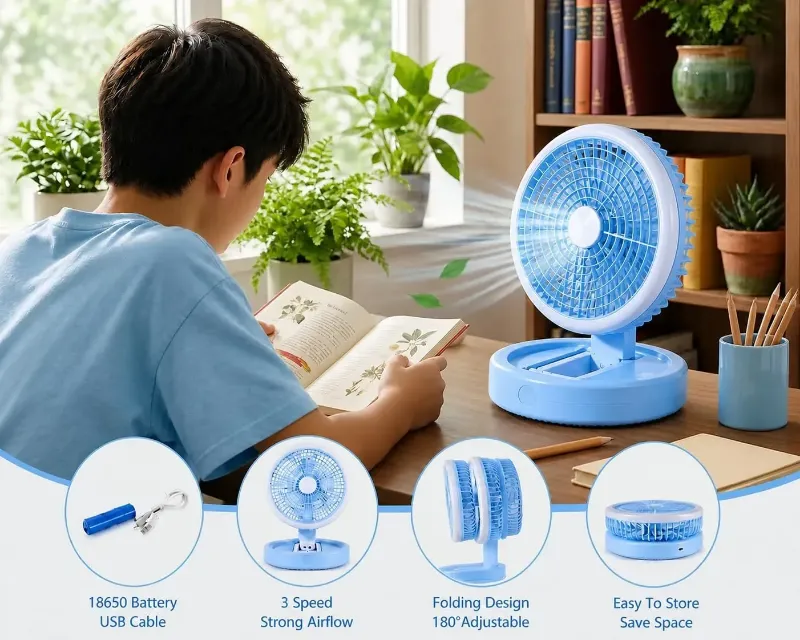 18650 Battery
USB Cable
3 Speed
Strong Airflow
Folding Design
180°Adjustable
Easy To Store
Save Space